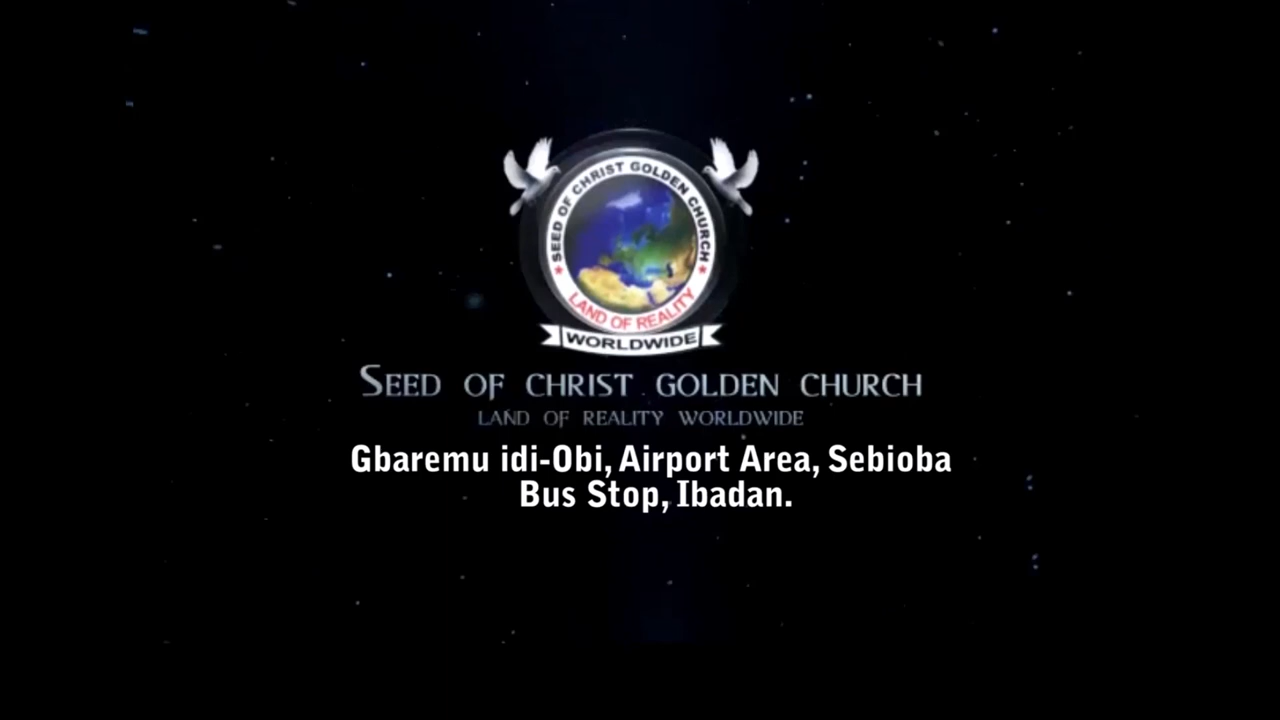 SEED OF CHRIST GOLDEN CHURCH
LAND OF REALITY
WORLDWIDE
SEED OF CHRIST GOLDEN CHURCH
LAND OF REALITY WORLDWIDE
Gbaremu idi-Obi, Airport Area, Sebioba
Bus Stop, Ibadan.